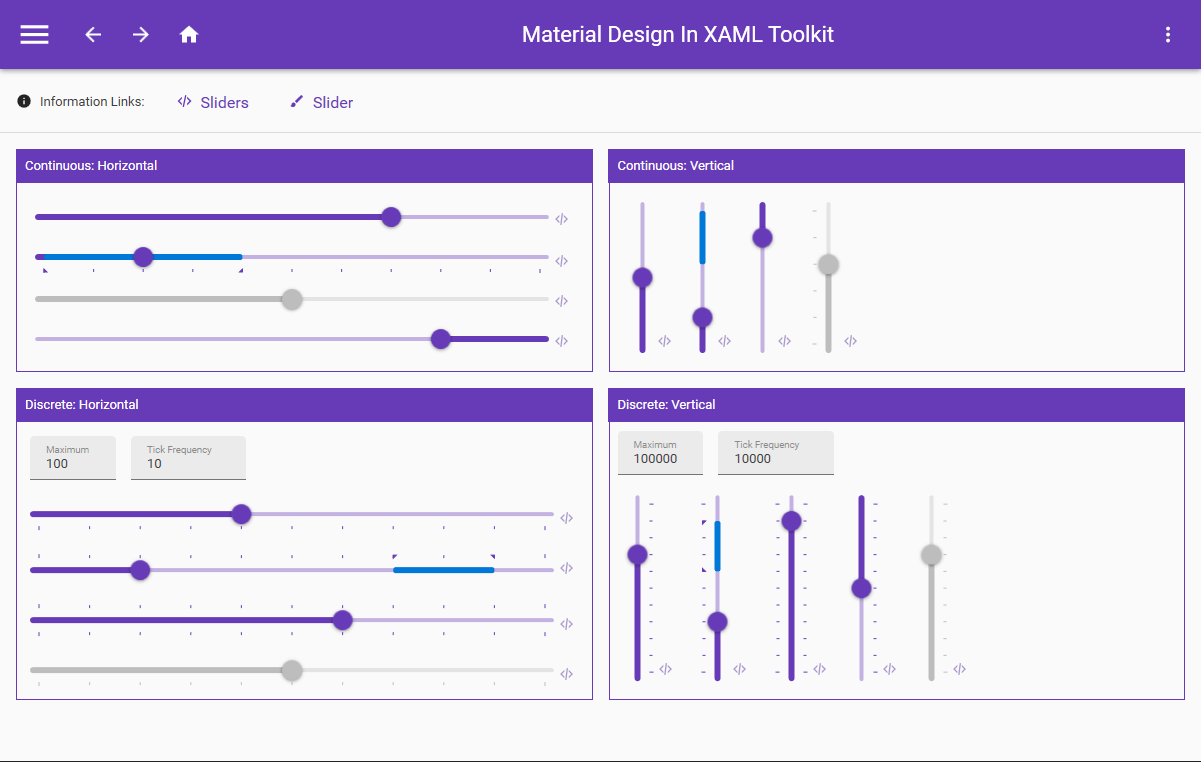 Material Design In XAML Toolkit
Information Links:
Sliders
Slider
Continuous: Horizontal
Continuous: Vertical
Discrete: Horizontal
Maximum
100
Tick Frequency
10
Discrete: Vertical
Maximum
100000
Tick Frequency
10000